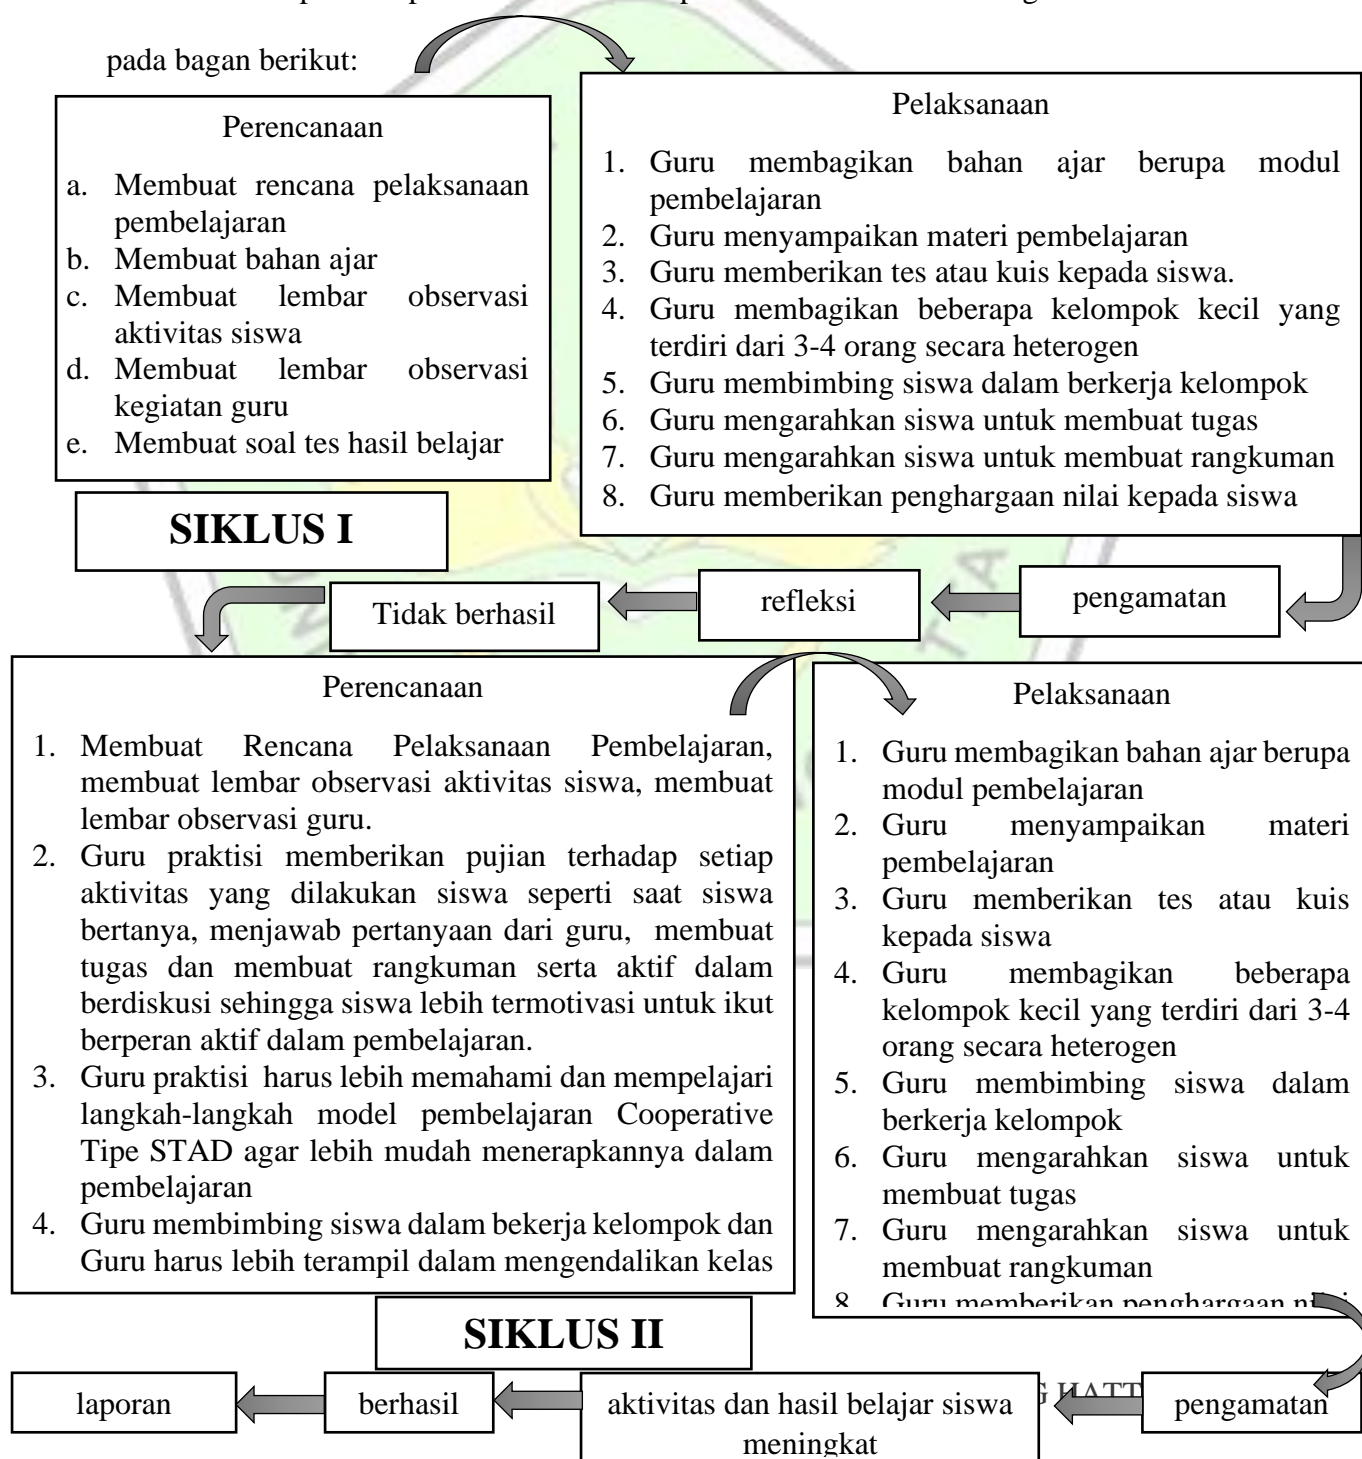 pada bagan berikut:
Perencanaan
a. Membuat rencana pelaksanaan
pembelajaran
b. Membuat bahan ajar
c. Membuat lembar observasi
aktivitas siswa
d. Membuat lembar observasi
kegiatan guru
e. Membuat soal tes hasil belajar
Pelaksanaan
1. Guru membagikan bahan ajar berupa modul
pembelajaran
2. Guru menyampaikan materi pembelajaran
3. Guru memberikan tes atau kuis kepada siswa.
4. Guru membagikan beberapa kelompok kecil yang
terdiri dari 3-4 orang secara heterogen
5. Guru membimbing siswa dalam berkerja kelompok
6. Guru mengarahkan siswa untuk membuat tugas
7. Guru mengarahkan siswa untuk membuat rangkuman
8. Guru memberikan penghargaan nilai kepada siswa
SIKLUS I
Tidak berhasil
refleksi
pengamatan
Perencanaan
1. Membuat Rencana Pelaksanaan Pembelajaran,
membuat lembar observasi aktivitas siswa, membuat
lembar observasi guru.
2. Guru praktisi memberikan pujian terhadap setiap
aktivitas yang dilakukan siswa seperti saat siswa
bertanya, menjawab pertanyaan dari guru, membuat
tugas dan membuat rangkuman serta aktif dalam
berdiskusi sehingga siswa lebih termotivasi untuk ikut
berperan aktif dalam pembelajaran.
3. Guru praktisi harus lebih memahami dan mempelajari
langkah-langkah model pembelajaran Cooperative
Tipe STAD agar lebih mudah menerapkannya dalam
pembelajaran
4. Guru membimbing siswa dalam bekerja kelompok dan
Guru harus lebih terampil dalam mengendalikan kelas
Pelaksanaan
1. Guru membagikan bahan ajar berupa
modul pembelajaran
2. Guru menyampaikan materi
pembelajaran
3. Guru memberikan tes atau kuis
kepada siswa
4. Guru membagikan beberapa
kelompok kecil yang terdiri dari 3-4
orang secara heterogen
5. Guru membimbing siswa dalam
berkerja kelompok
6. Guru mengarahkan siswa untuk
membuat tugas
7. Guru mengarahkan siswa untuk
membuat rangkuman
8. Guru memberikan penghargaan
SIKLUS II
laporan
berhasil
aktivitas dan hasil belajar siswa
meningkat
HATT
pengamatan